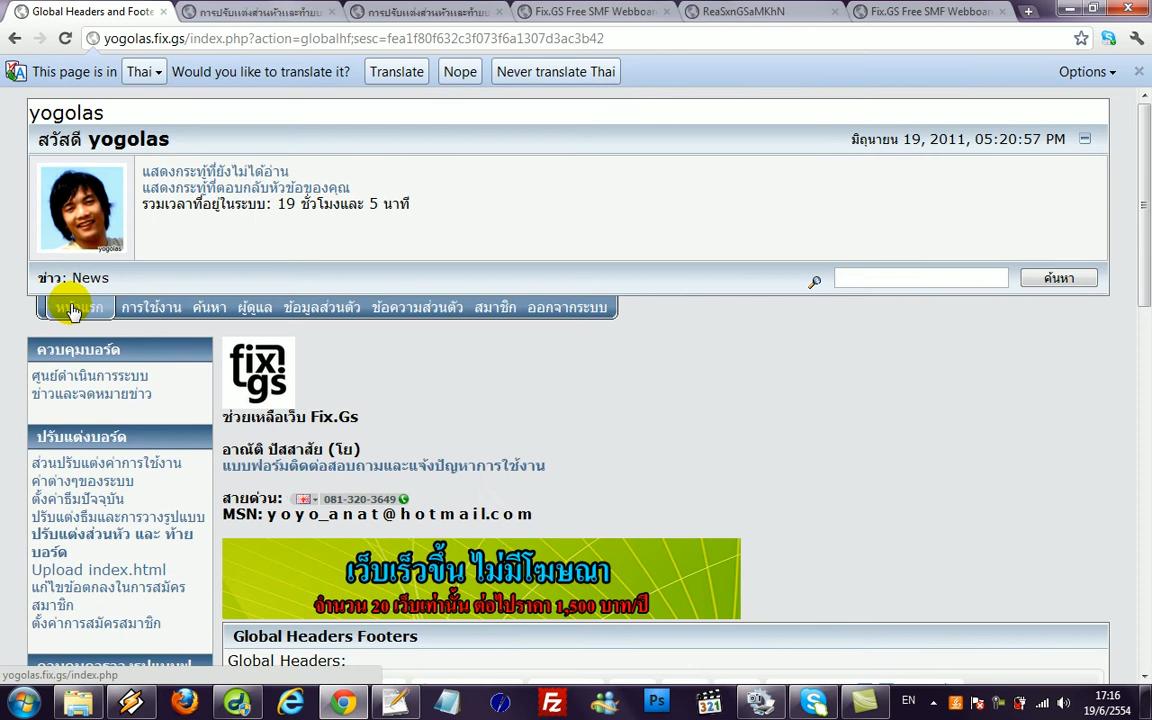 Global Headers and Foote
การปรับแต่งส่วนหัวและท้ายบ
การปรับแต่งส่วนหัวและท้ายบ
Fix.GS Free SMF Webboar
ReaSxnGSaMKhN
Fix.GS Free SMF Webboar
yogolas.fix.gs/index.php?action=globalhf;sesc=fea1f80f632c3f073f6a1307d3ac3b42
This page is in Thai Would you like to translate it? Translate Nope Never translate Thai Options
yogolas
สวัสดี yogolas
มิถุนายน 19, 2011, 05:20:57 PM
แสดงกระทู้ที่ยังไม่ได้อ่าน
แสดงกระทู้ที่ตอบกลับหัวข้อของคุณ
รวมเวลาที่อยู่ในระบบ: 19 ชั่วโมงและ 5 นาที
yogolas
ข่าว: News
ค้นหา
หน้าแรก การใช้งาน ค้นหา ผู้ดูแล ข้อมูลส่วนตัว ข้อความส่วนตัว สมาชิก ออกจากระบบ
ควบคุมบอร์ด
ศูนย์ดำเนินการระบบ
ข่าวและจดหมายข่าว
ปรับแต่งบอร์ด
ส่วนปรับแต่งค่าการใช้งาน
ค่าต่างๆของระบบ
ตั้งค่าธีมปัจจุบัน
ปรับแต่งธีมและการวางรูปแบบ
ปรับแต่งส่วนหัว และ ท้าย
บอร์ด
Upload index.html
แก้ไขข้อตกลงในการสมัคร
สมาชิก
ตั้งค่าการสมัครสมาชิก
fix!
gs
ช่วยเหลือเว็บ Fix.Gs
อาณัติ ปัสสาสัย (โย)
แบบฟอร์มติดต่อสอบถามและแจ้งปัญหาการใช้งาน
สายด่วน: 081-320-3649
MSN: y o y o _ a n a t @ h o t m a i l. c o m
เว็บเร็วขึ้น ไม่มีโฆษณา
จำนวน 20 เว็บเท่านั้น ต่อไปราคา 1,500 บาท/ปี
Global Headers Footers
Global Headers:
yogolas.fix.gs/index.php
321
EN
17:16
19/6/2554